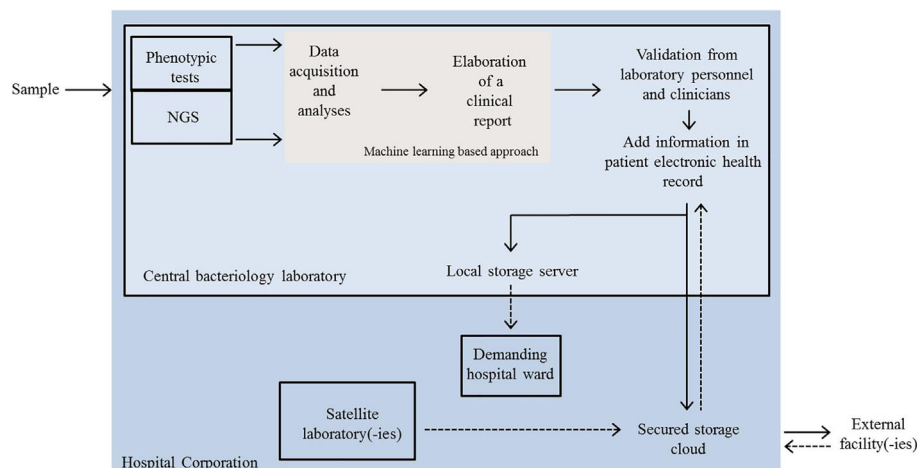 Sample
Phenotypic
tests
NGS
Data
acquisition
and
analyses
Elaboration
of a
clinical
report
Machine learning based approach
Validation from
laboratory personnel
and clinicians
Add information in
patient electronic health
record
Local storage server
Central bacteriology laboratory
Demanding
hospital ward
Satellite
laboratory(-ies)
Secured storage
cloud
External
facility(-ies)
Hospital Corporation